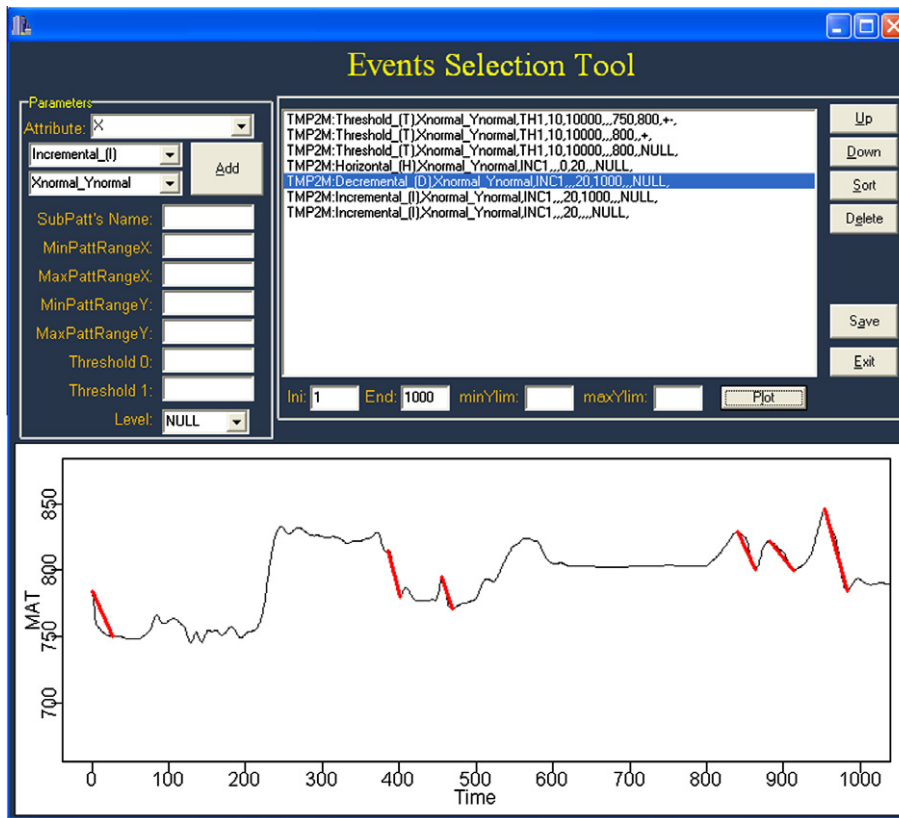 Events Selection Tool
Parameters
Attribute: X
Incremental_(I)
Xnormal_Ynormal
Add
SubPatt's Name:
MinPattRangeX:
MaxPattRangeX:
MinPattRangeY:
MaxPattRangeY:
Threshold 0:
Threshold 1:
Level: NULL
TMP2M:Threshold_(T),Xnormal_Ynormal,TH1,10,10000,,,750,800,+-,
TMP2M:Threshold_(T),Xnormal_Ynormal,TH1,10,10000,,,800,,+,
TMP2M:Threshold_(T),Xnormal_Ynormal,TH1,10,10000,,,800,,NULL,
TMP2M:Horizontal_(H),Xnormal_Ynormal,INC1,,,0,20,,,NULL,
TMP2M:Decremental_(D),Xnormal_Ynormal,INC1,,,20,1000,,,NULL,
TMP2M:Incremental_(I),Xnormal_Ynormal,INC1,,,20,1000,,,NULL,
TMP2M:Incremental_(I),Xnormal_Ynormal,INC1,,,20,,,,NULL,
Up
Down
Sort
Delete
Save
Exit
Ini: 1 End: 1000 minYlim: maxYlim: Plot
850
800
750
700
MAT
0 100 200 300 400 500 600 700 800 900 1000
Time